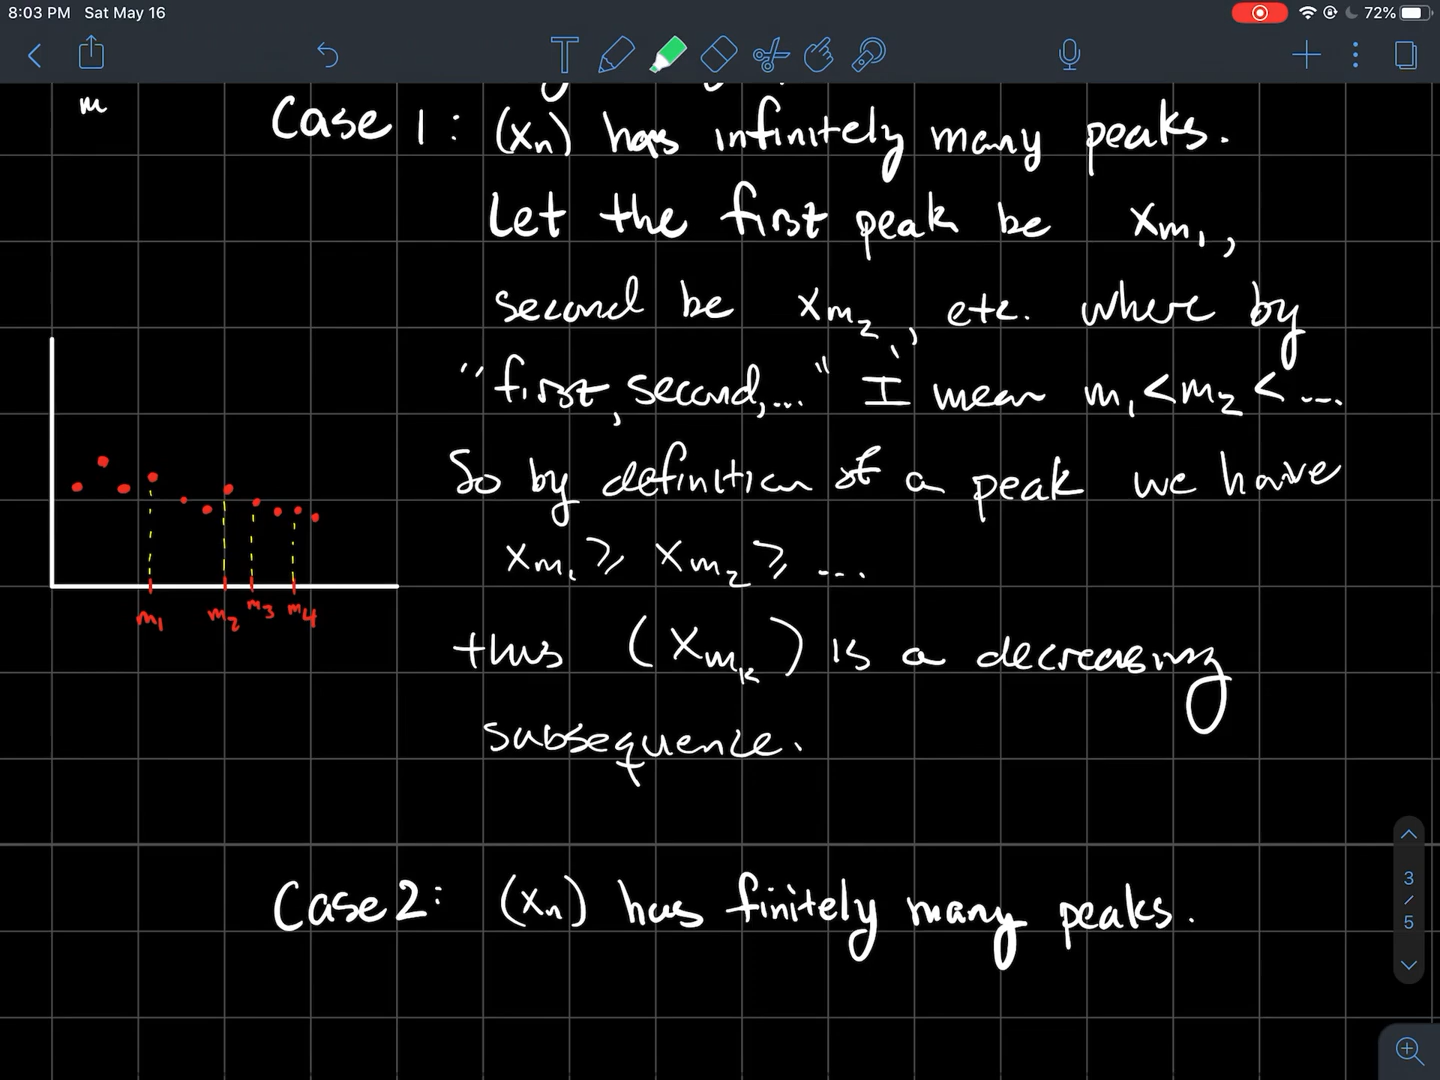 8:03 PM Sat May 16
72%
T
m
Case 1: (xn) has infinitely many peaks.
Let the first peak be xm₁,
second be xm₂, etc. where by
"first, second,..." I mean m₁<m₂<...
So by definition of a peak we have
xm₁ ⩾ xm₂ ⩾ ...
thus (xmₖ) is a decreasing
subsequence.
m₁ m₂ m₃ m₄
Case 2: (xn) has finitely many peaks.
3
/
5